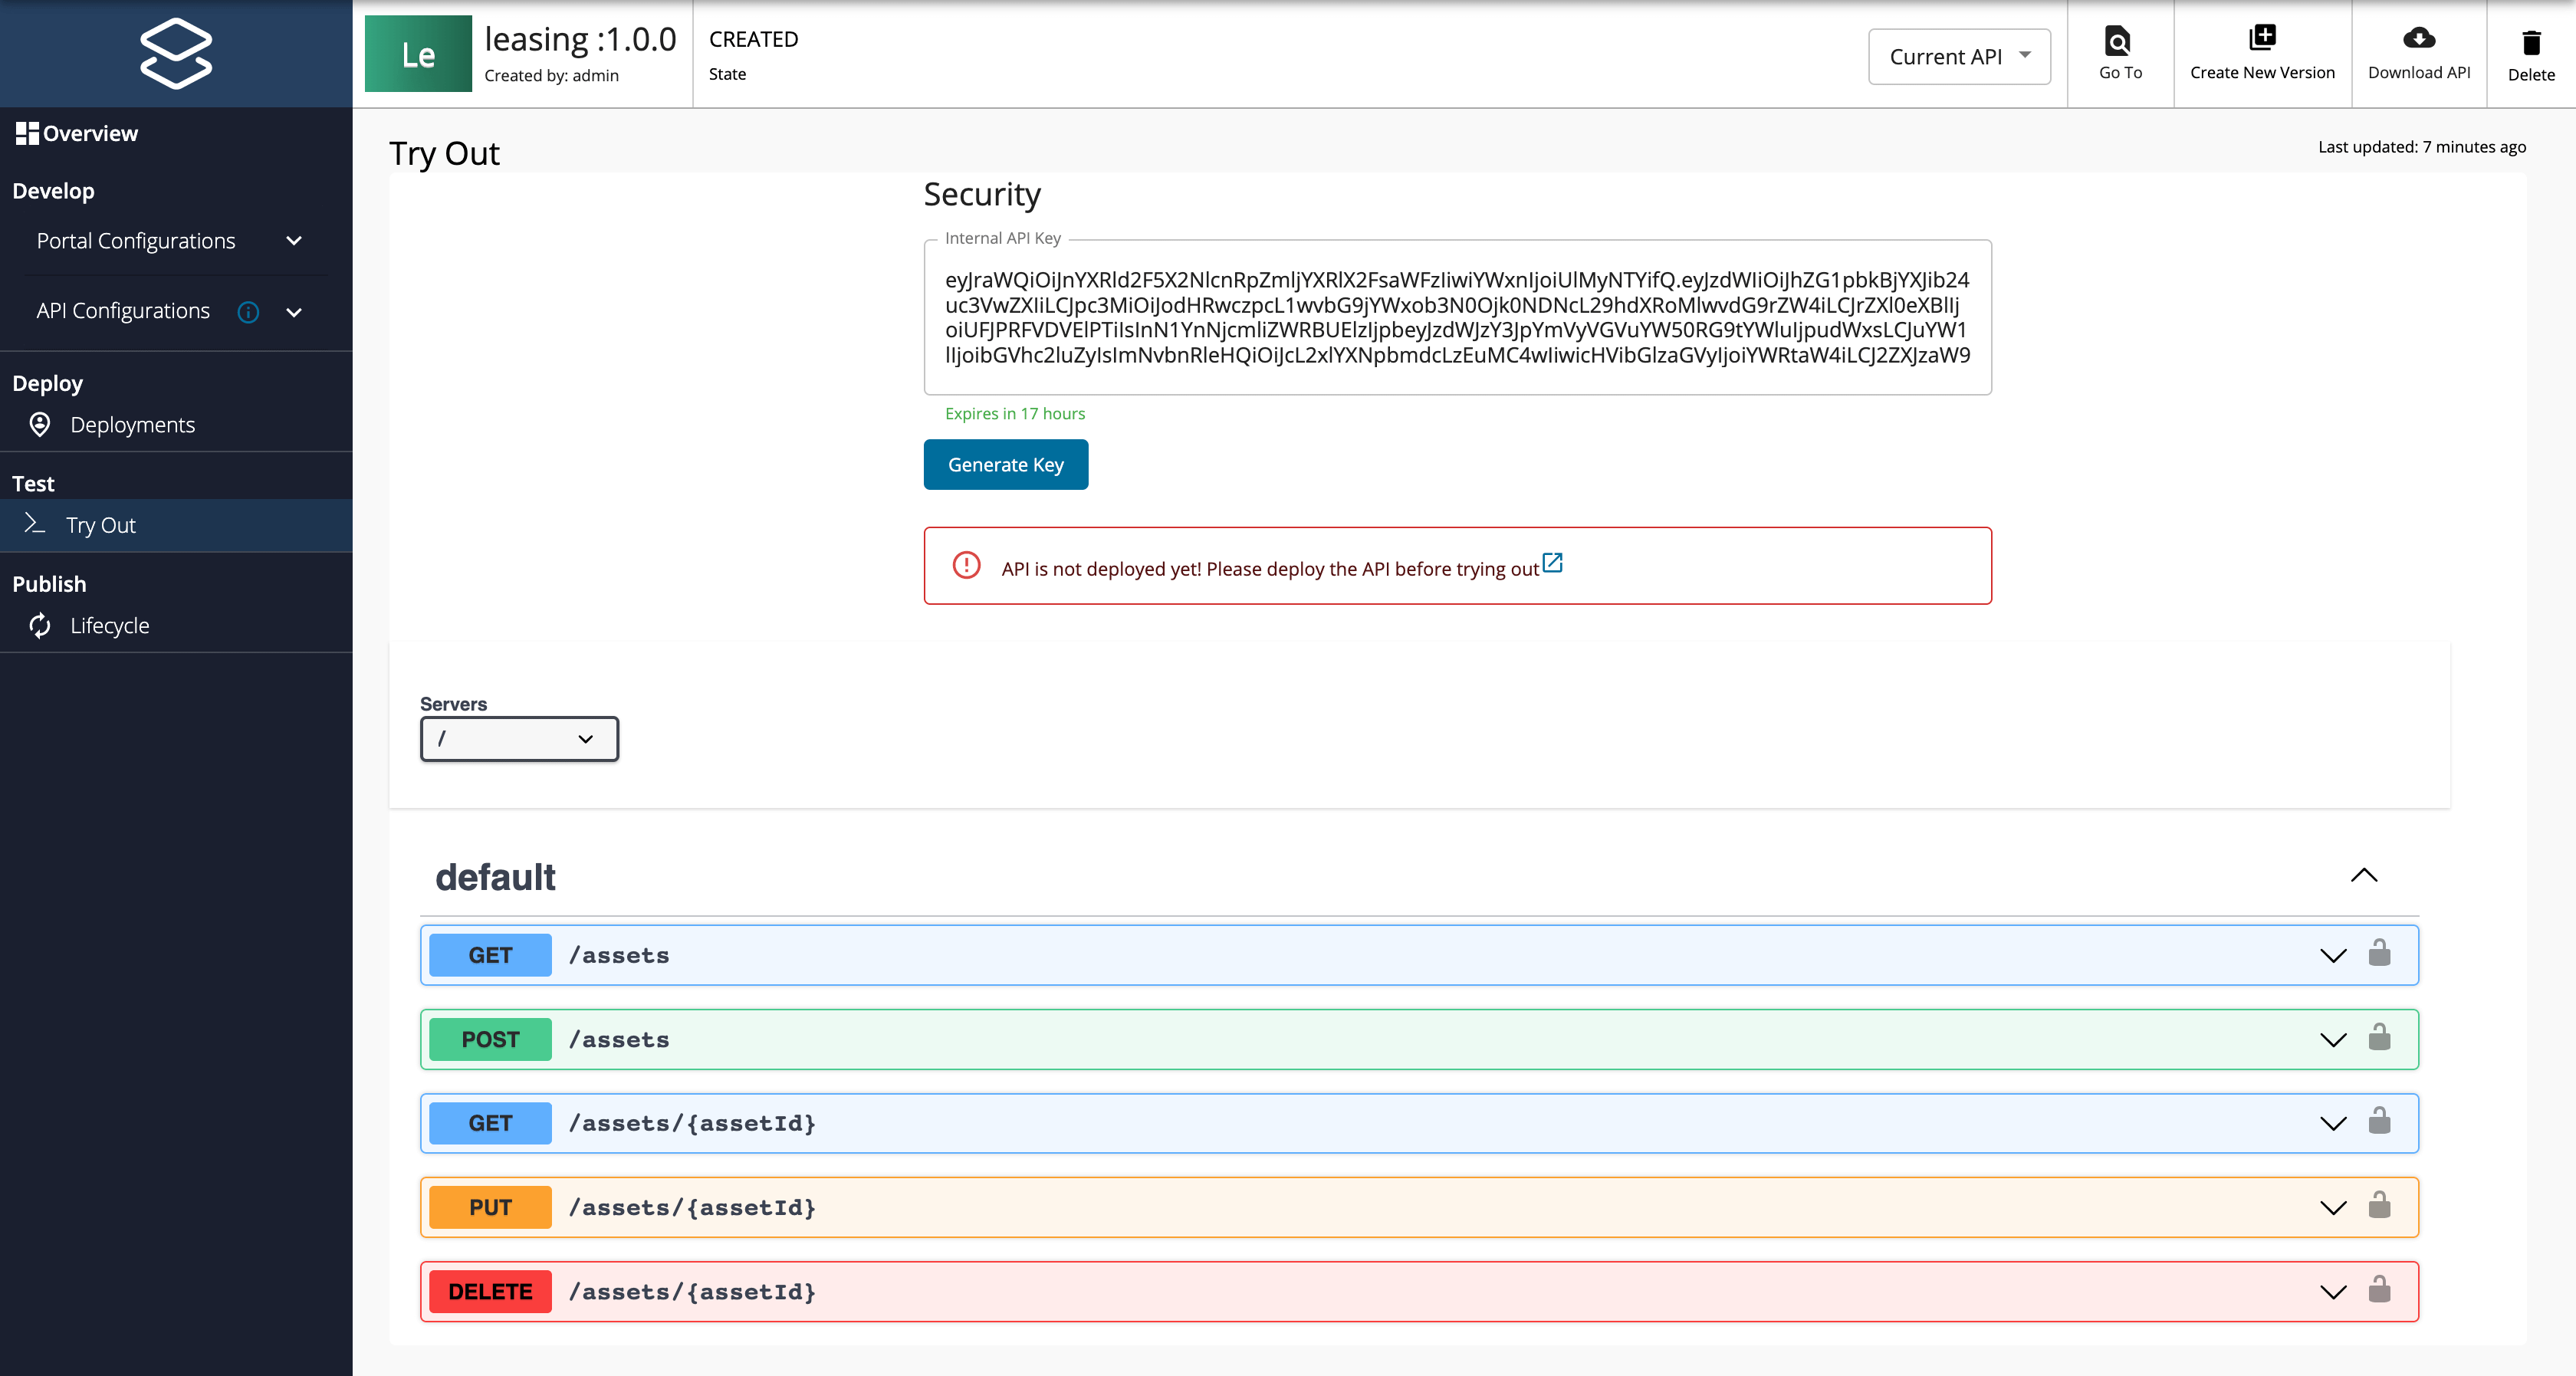 Le
leasing :1.0.0
Created by: admin
CREATED
State
Current API
Go To
Create New Version
Download API
Delete
Overview
Develop
Portal Configurations
API Configurations
Deploy
Deployments
Test
Try Out
Publish
Lifecycle
Try Out
Last updated: 7 minutes ago
Security
Internal API Key
eyJraWQiOiJnYXRld2F5X2NlcnRpZmljYXRlX2FsaWFzIiwiYWxnIjoiUlMyNTYifQ.eyJzdWIiOiJhZG1pbkBjYXJib24
uc3VwZXIiLCJpc3MiOiJodHRwczpcL1wvbG9jYWxob3N0Ojk0NDNcL29hdXRoMlwvdG9rZW4iLCJrZXl0eXBlIj
oiUFJPRFVDVElPTiIsInN1YnNjcmliZWRBUElzIjpbeyJzdWJzY3JpYmVyVGVuYW50RG9tYWluIjpudWxsLCJuYW1
lIjoibGVhc2luZyIsImNvbnRleHQiOiJcL2xlYXNpbmdcLzEuMC4wIiwicHVibGlzaGVyIjoiYWRtaW4iLCJ2ZXJzaW9
Expires in 17 hours
Generate Key
API is not deployed yet! Please deploy the API before trying out
Servers
/
default
GET /assets
POST /assets
GET /assets/{assetId}
PUT /assets/{assetId}
DELETE /assets/{assetId}